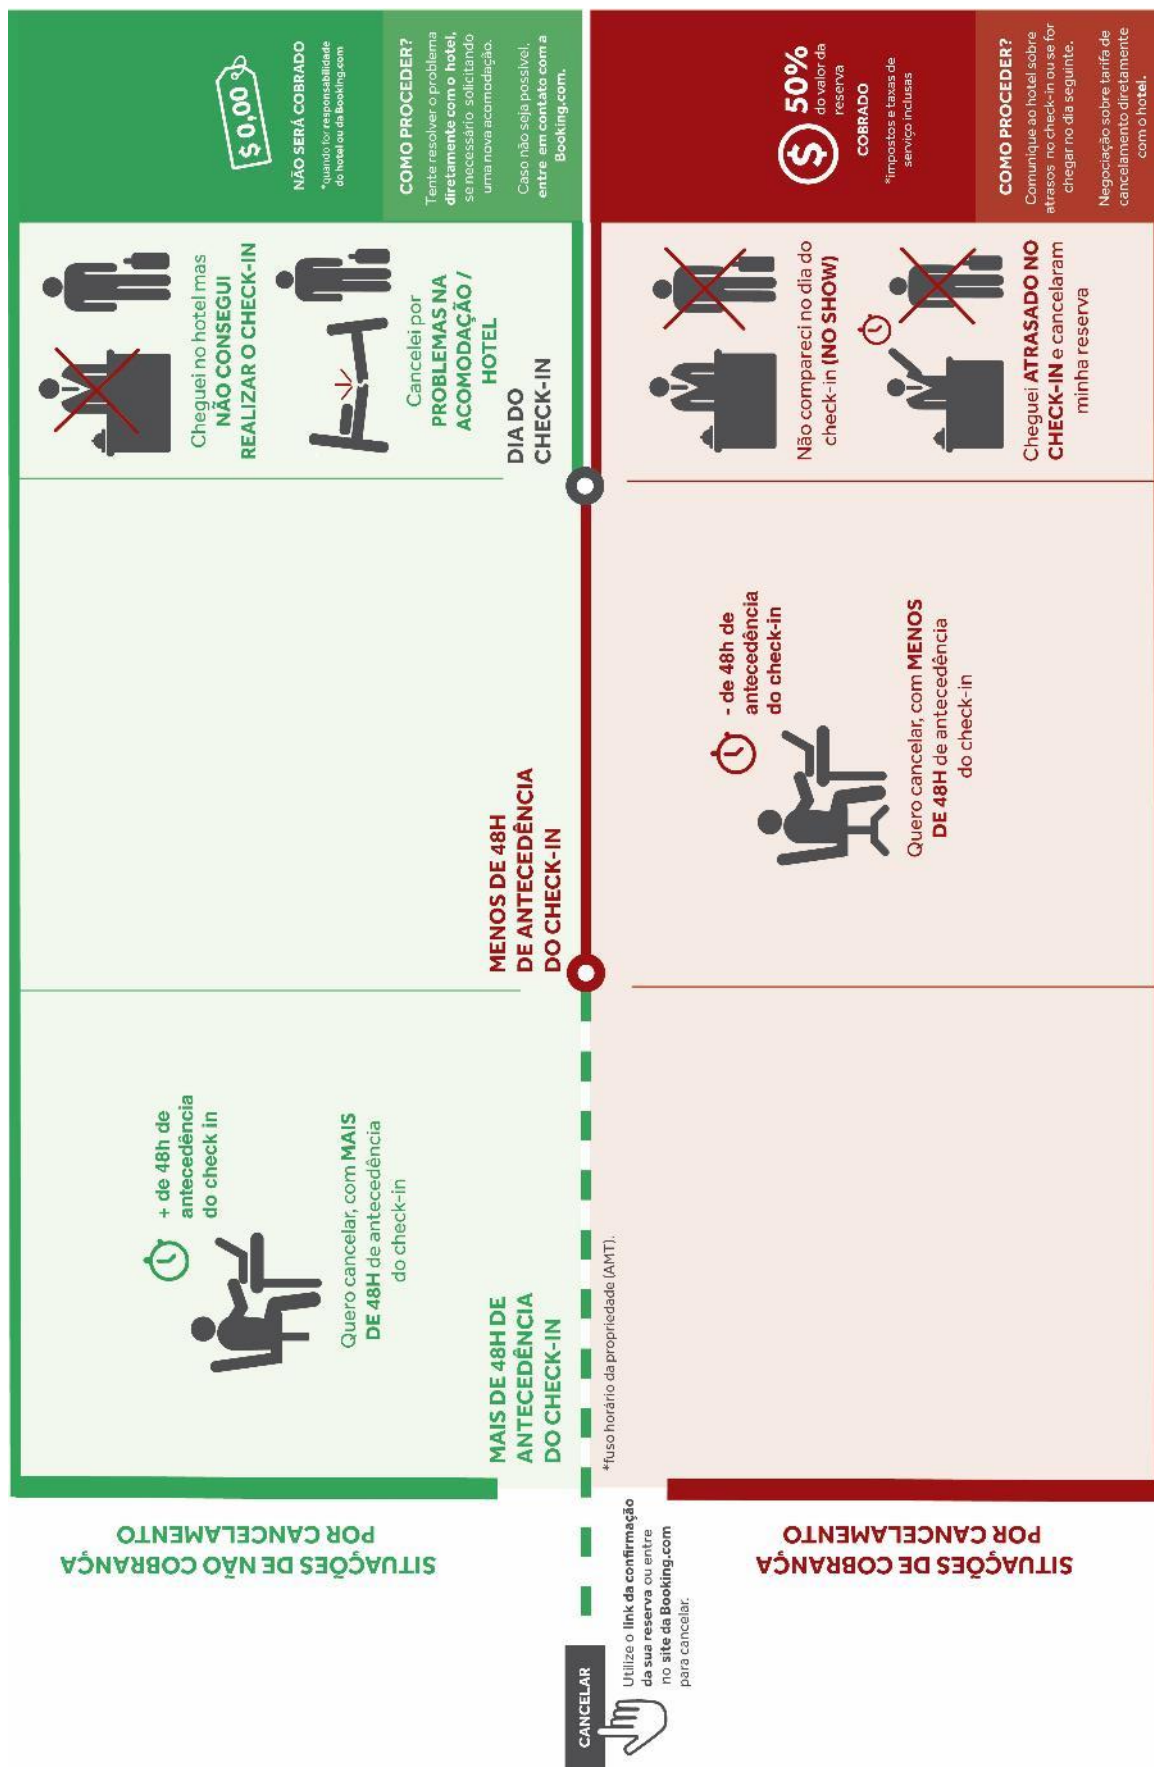 CANCELAR
Utilize o link da confirmação
da sua reserva ou entre
no site da Booking.com
para cancelar.
SITUAÇÕES DE NÃO COBRANÇA
POR CANCELAMENTO
+ de 48h de
antecedência
do check in
Quero cancelar, com MAIS
DE 48H de antecedência
do check-in
MAIS DE 48H DE
ANTECEDÊNCIA
DO CHECK-IN
MENOS DE 48H
DE ANTECEDÊNCIA
DO CHECK-IN
Cheguei no hotel mas
NÃO CONSEGUI
REALIZAR O CHECK-IN
Cancelei por
PROBLEMAS NA
ACOMODAÇÃO /
HOTEL
DIA DO
CHECK-IN
$ 0,00
NÃO SERÁ COBRADO
*quando for responsabilidade
do hotel ou da Booking.com
COMO PROCEDER?
Tente resolver o problema
diretamente com o hotel,
se necessário solicitando
uma nova acomodação.
Caso não seja possível,
entre em contato com a
Booking.com.
SITUAÇÕES DE COBRANÇA
POR CANCELAMENTO
*fuso horário da propriedade (AMT).
- de 48h de
antecedência
do check-in
Quero cancelar, com MENOS
DE 48H de antecedência
do check-in
Não compareci no dia do
check-in (NO SHOW)
Cheguei ATRASADO NO
CHECK-IN e cancelaram
minha reserva
$
50%
do valor da
reserva
COBRADO
*impostos e taxas de
serviço inclusas
COMO PROCEDER?
Comunique ao hotel sobre
atrasos no check-in ou se for
chegar no dia seguinte.
Negociação sobre tarifa de
cancelamento diretamente
com o hotel.